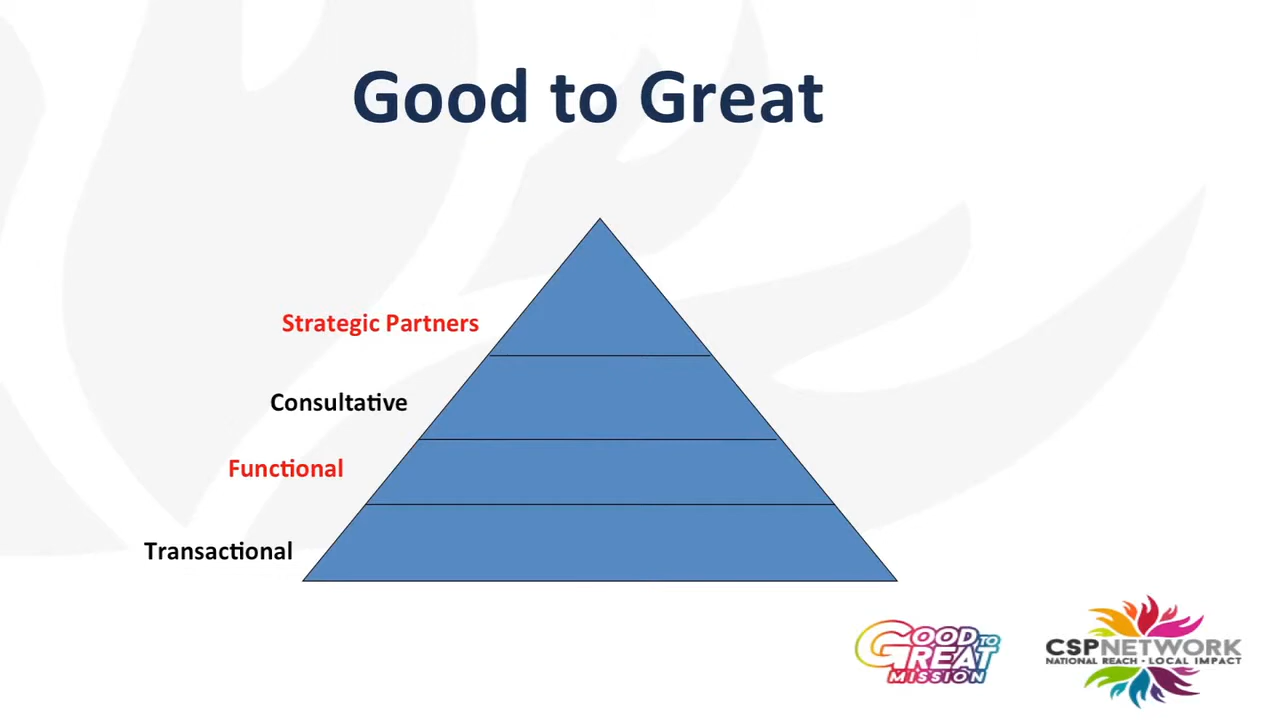 Good to Great
Strategic Partners
Consultative
Functional
Transactional
GOOD TO
GREAT
MISSION
CSPNETWORK
NATIONAL REACH • LOCAL IMPACT